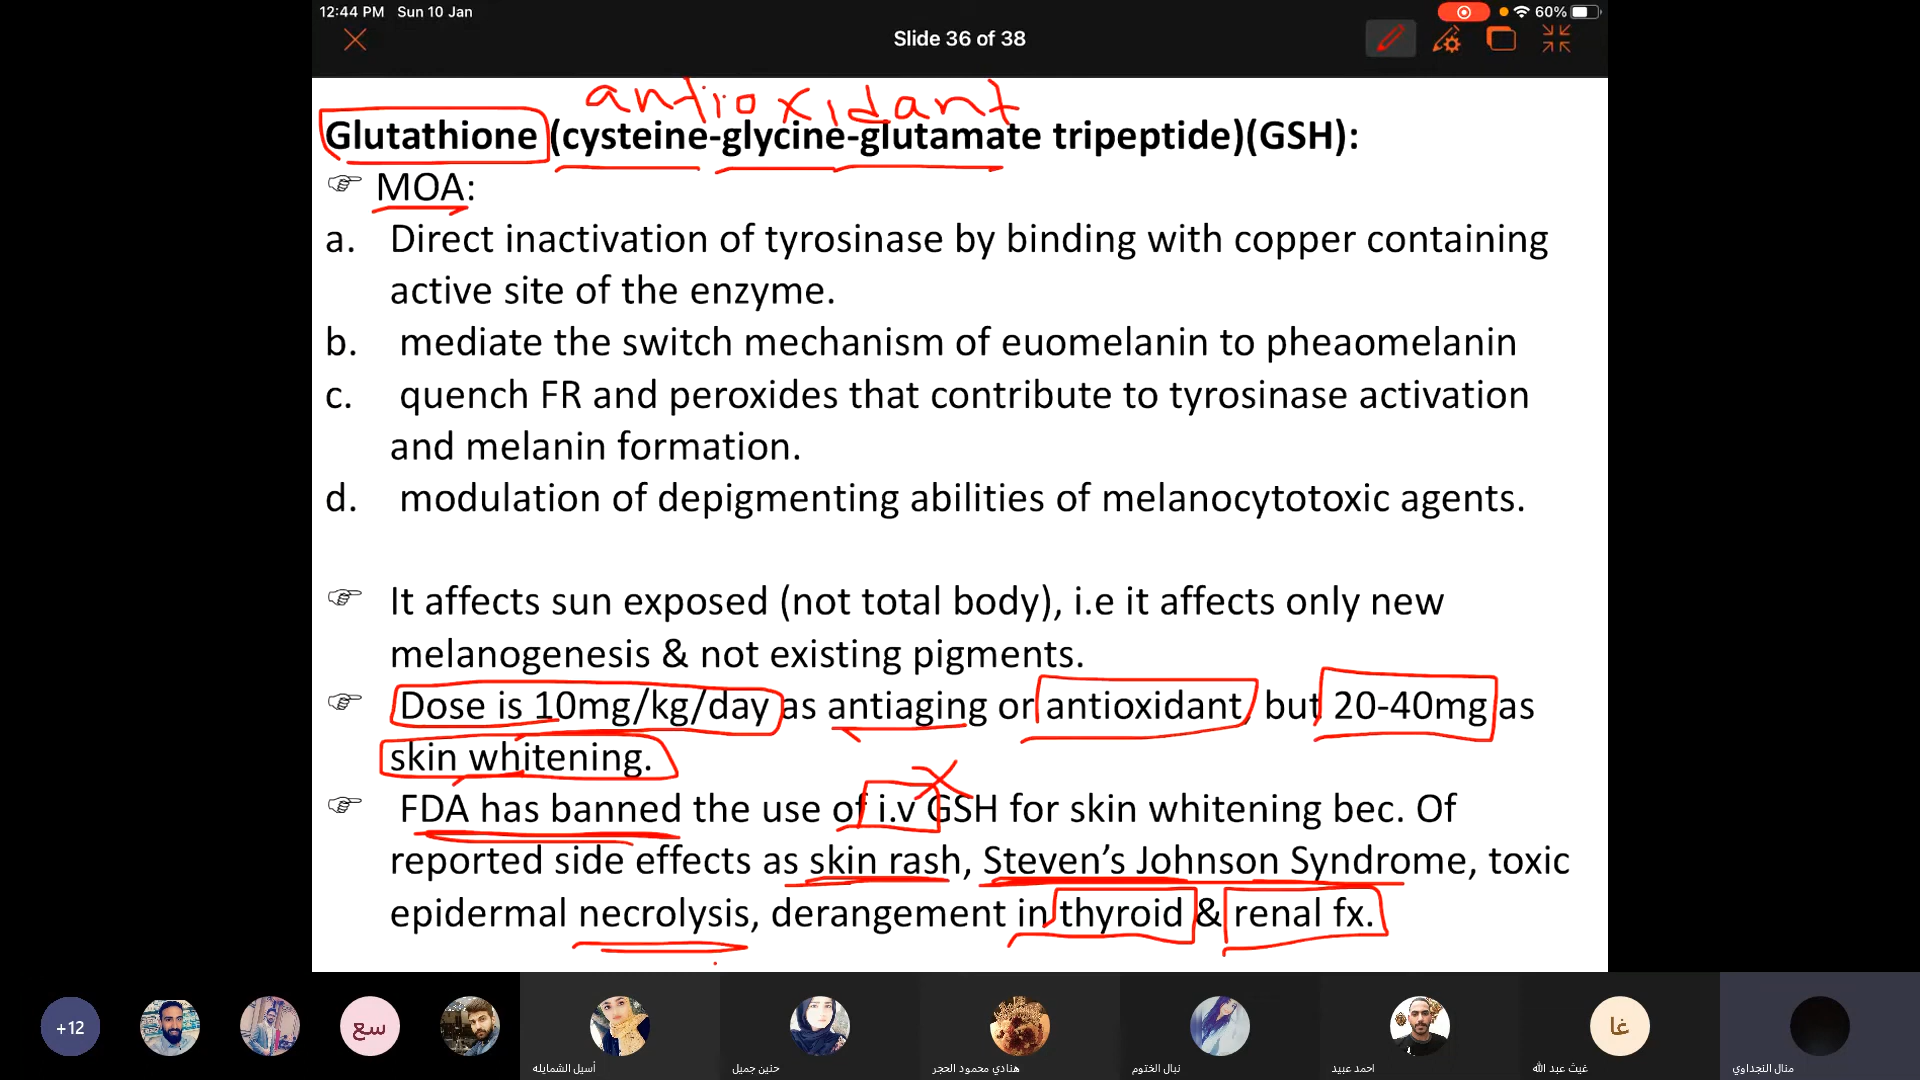 12:44 PM Sun 10 Jan
60%
Slide 36 of 38
antioxidant
Glutathione (cysteine-glycine-glutamate tripeptide)(GSH):
MOA:
a. Direct inactivation of tyrosinase by binding with copper containing
active site of the enzyme.
b. mediate the switch mechanism of euomelanin to pheaomelanin
c. quench FR and peroxides that contribute to tyrosinase activation
and melanin formation.
d. modulation of depigmenting abilities of melanocytotoxic agents.
It affects sun exposed (not total body), i.e it affects only new
melanogenesis & not existing pigments.
Dose is 10mg/kg/day as antiaging or antioxidant, but 20-40mg as
skin whitening.
FDA has banned the use of i.v GSH for skin whitening bec. Of
reported side effects as skin rash, Steven’s Johnson Syndrome, toxic
epidermal necrolysis, derangement in thyroid & renal fx.
+12
سع
غا
أسيل الشمايله
حنين جميل
هنادي محمود الحجر
نبال الختوم
احمد عبيد
غيث عبد الله
منال النجداوي